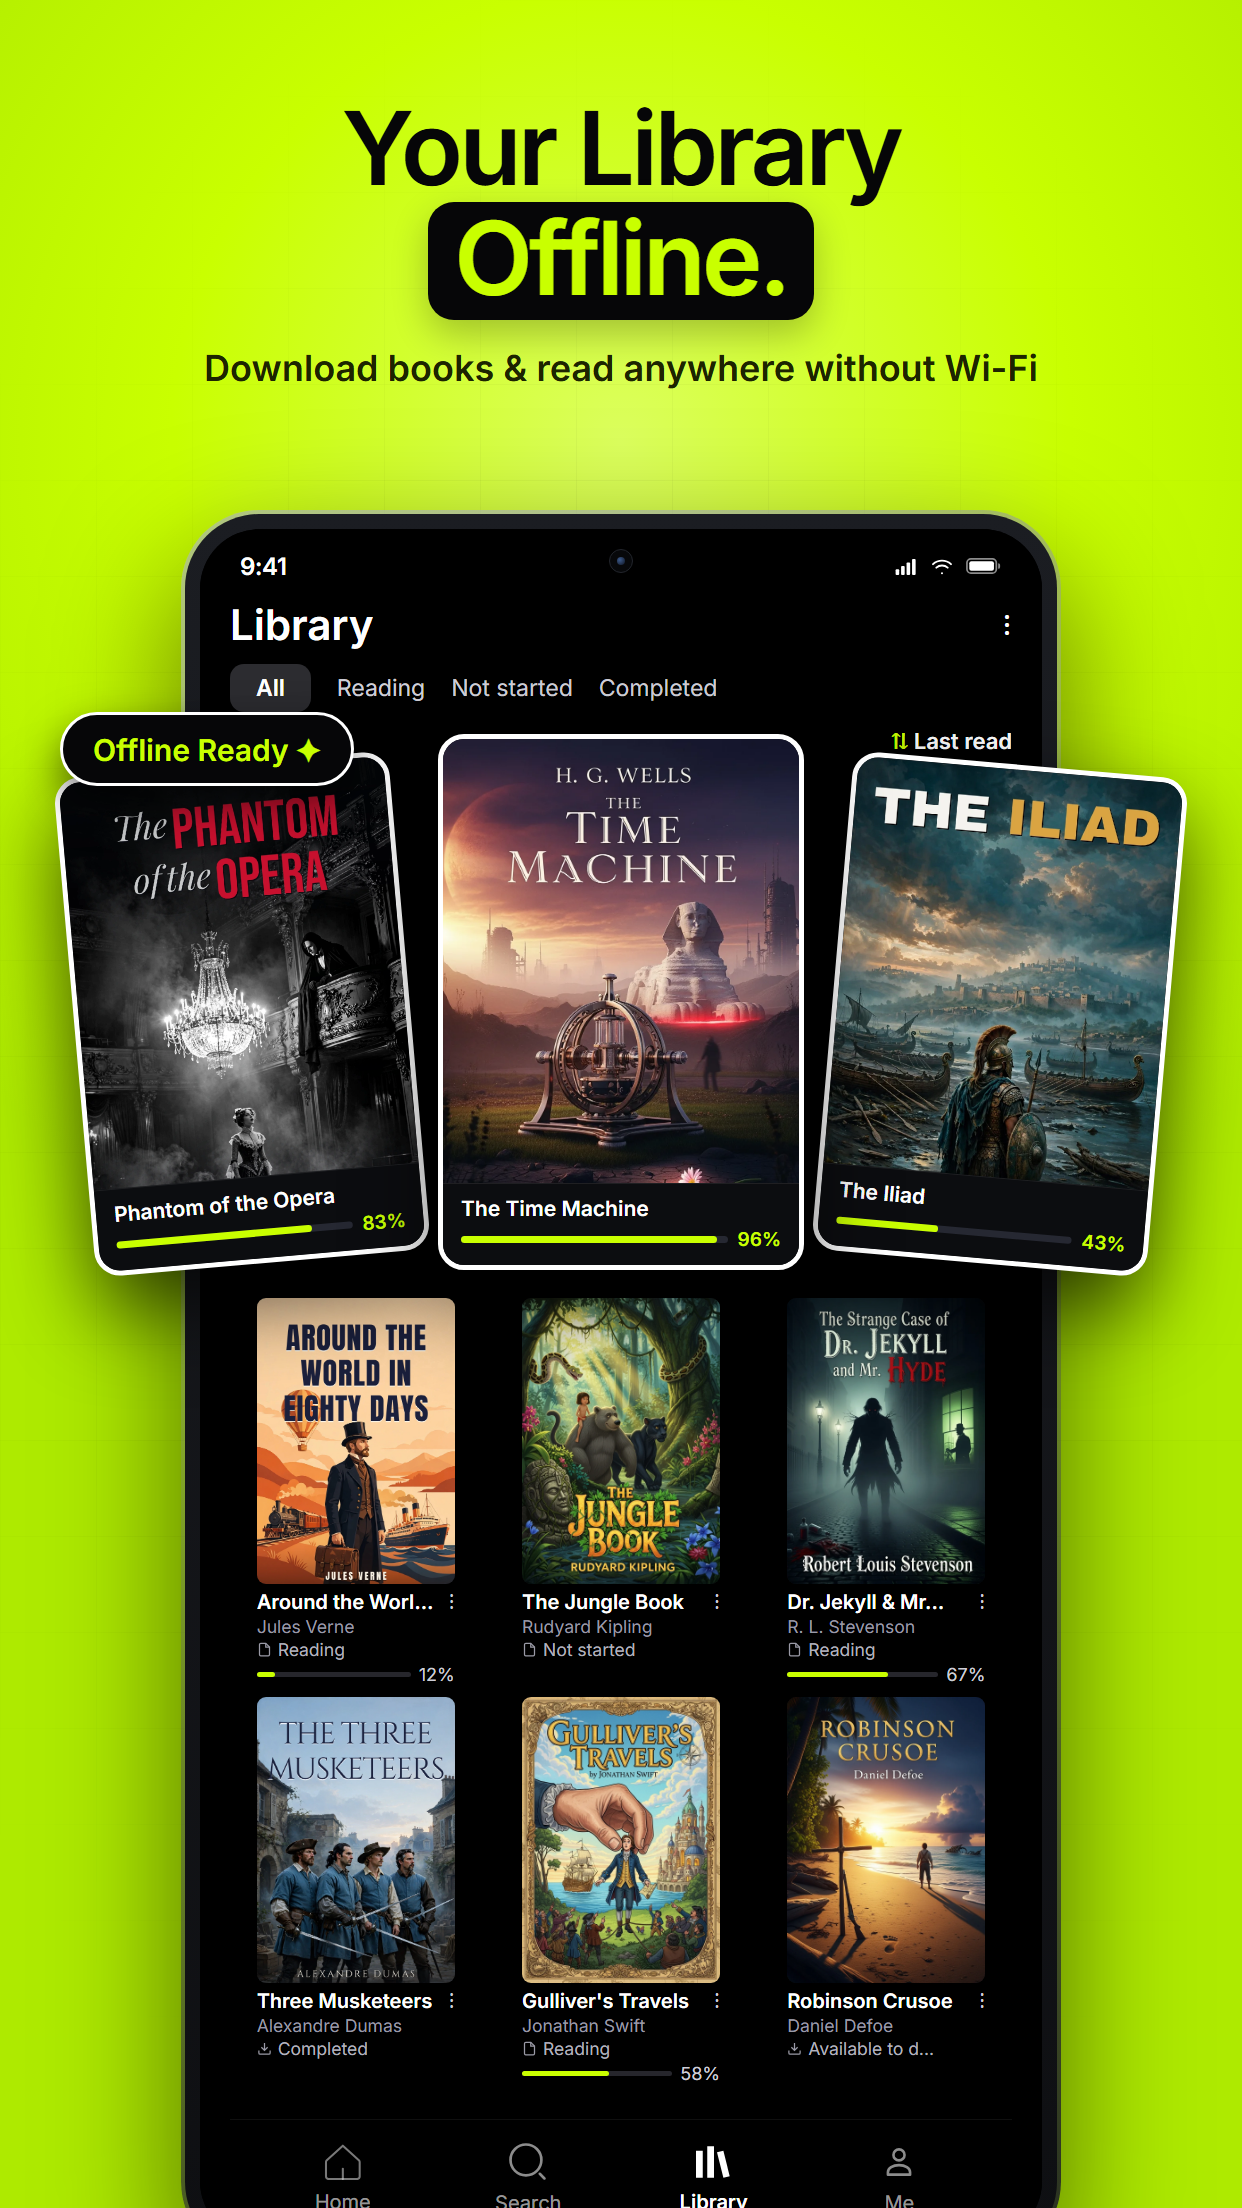 Your Library
Offline.
Download books & read anywhere without Wi-Fi
9:41
Library
All
Reading
Not started
Completed
Last read
Offline Ready
The PHANTOM
of the OPERA
Phantom of the Opera
83%
H. G. WELLS
THE
TIME
MACHINE
The Time Machine
96%
THE ILIAD
The Iliad
43%
AROUND THE
WORLD IN
EIGHTY DAYS
JULES VERNE
Around the Worl...
Jules Verne
Reading
12%
THE
JUNGLE
BOOK
RUDYARD KIPLING
The Jungle Book
Rudyard Kipling
Not started
The Strange Case of
DR. JEKYLL
and Mr. HYDE
Robert Louis Stevenson
Dr. Jekyll & Mr...
R. L. Stevenson
Reading
67%
THE THREE
MUSKETEERS
ALEXANDRE DUMAS
Three Musketeers
Alexandre Dumas
Completed
GULLIVER'S
TRAVELS
by JONATHAN SWIFT
Gulliver's Travels
Jonathan Swift
Reading
58%
ROBINSON
CRUSOE
Daniel Defoe
Robinson Crusoe
Daniel Defoe
Available to d...
Home
Search
Library
Me